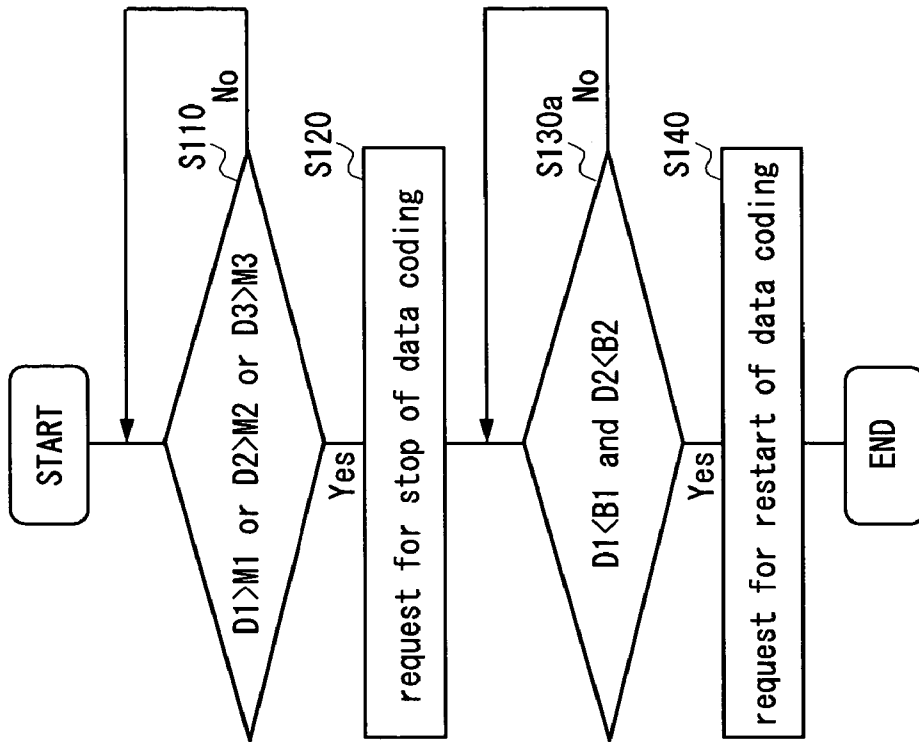 START
S110
D1>M1 or D2>M2 or D3>M3
No
Yes
S120
request for stop of data coding
S130a
D1<B1 and D2<B2
No
Yes
S140
request for restart of data coding
END